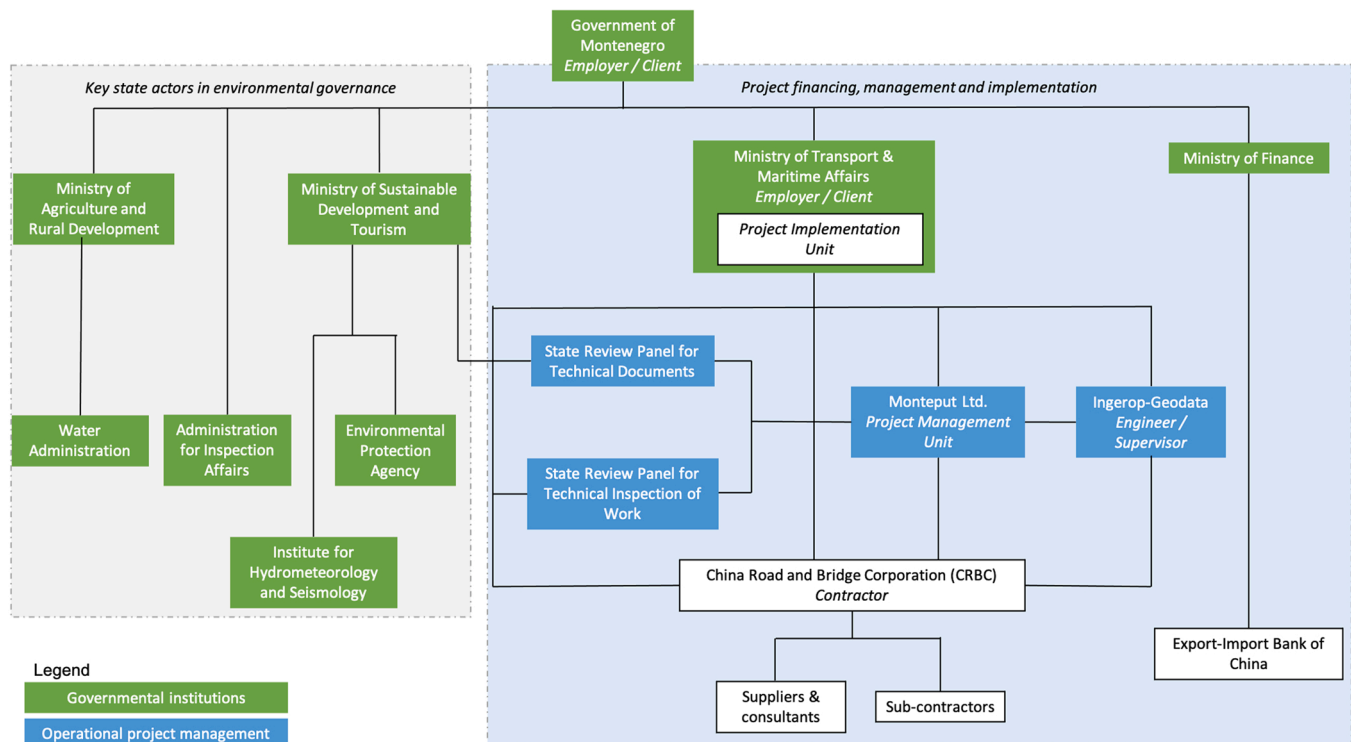 Government of
Montenegro
Employer / Client
Key state actors in environmental governance
Project financing, management and implementation
Ministry of
Agriculture and
Rural Development
Ministry of Sustainable
Development and
Tourism
Ministry of Transport &
Maritime Affairs
Employer / Client
Project Implementation
Unit
Ministry of Finance
State Review Panel for
Technical Documents
Monteput Ltd.
Project Management
Unit
Ingerop-Geodata
Engineer /
Supervisor
Water
Administration
Administration
for Inspection
Affairs
Environmental
Protection
Agency
State Review Panel for
Technical Inspection of
Work
Institute for
Hydrometeorology
and Seismology
China Road and Bridge Corporation (CRBC)
Contractor
Export-Import Bank of
China
Suppliers &
consultants
Sub-contractors
Legend
Governmental institutions
Operational project management